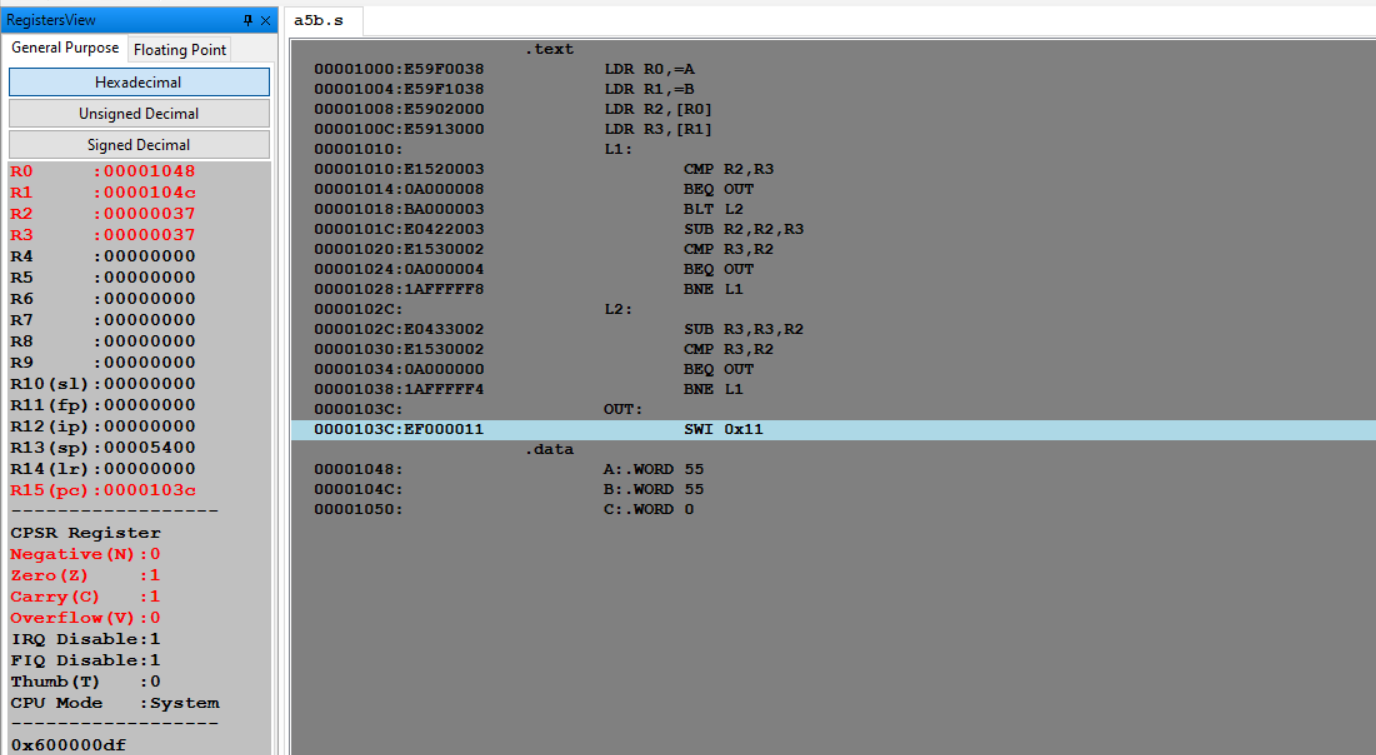 RegistersView
General Purpose Floating Point
Hexadecimal
Unsigned Decimal
Signed Decimal
R0 :00001048
R1 :0000104c
R2 :00000037
R3 :00000037
R4 :00000000
R5 :00000000
R6 :00000000
R7 :00000000
R8 :00000000
R9 :00000000
R10(sl):00000000
R11(fp):00000000
R12(ip):00000000
R13(sp):00005400
R14(lr):00000000
R15(pc):0000103c
-------------------
CPSR Register
Negative(N):0
Zero(Z) :1
Carry(C) :1
Overflow(V):0
IRQ Disable:1
FIQ Disable:1
Thumb(T) :0
CPU Mode :System
-------------------
0x600000df
a5b.s
.text
00001000:E59F0038 LDR R0,=A
00001004:E59F1038 LDR R1,=B
00001008:E5902000 LDR R2,[R0]
0000100C:E5913000 LDR R3,[R1]
00001010: L1:
00001010:E1520003 CMP R2,R3
00001014:0A000008 BEQ OUT
00001018:BA000003 BLT L2
0000101C:E0422003 SUB R2,R2,R3
00001020:E1530002 CMP R3,R2
00001024:0A000004 BEQ OUT
00001028:1AFFFFF8 BNE L1
0000102C: L2:
0000102C:E0433002 SUB R3,R3,R2
00001030:E1530002 CMP R3,R2
00001034:0A000000 BEQ OUT
00001038:1AFFFFF4 BNE L1
0000103C: OUT:
0000103C:EF000011 SWI 0x11
.data
00001048: A:.WORD 55
0000104C: B:.WORD 55
00001050: C:.WORD 0